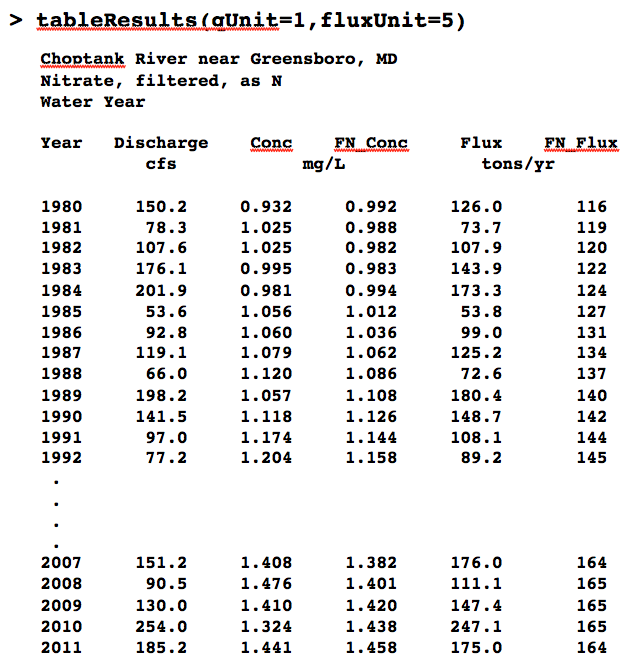 > tableResults(qUnit=1,fluxUnit=5)
Choptank River near Greensboro, MD
Nitrate, filtered, as N
Water Year
Year Discharge Conc FN_Conc Flux FN_Flux
cfs mg/L tons/yr
1980 150.2 0.932 0.992 126.0 116
1981 78.3 1.025 0.988 73.7 119
1982 107.6 1.025 0.982 107.9 120
1983 176.1 0.995 0.983 143.9 122
1984 201.9 0.981 0.994 173.3 124
1985 53.6 1.056 1.012 53.8 127
1986 92.8 1.060 1.036 99.0 131
1987 119.1 1.079 1.062 125.2 134
1988 66.0 1.120 1.086 72.6 137
1989 198.2 1.057 1.108 180.4 140
1990 141.5 1.118 1.126 148.7 142
1991 97.0 1.174 1.144 108.1 144
1992 77.2 1.204 1.158 89.2 145
.
.
.
.
2007 151.2 1.408 1.382 176.0 164
2008 90.5 1.476 1.401 111.1 165
2009 130.0 1.410 1.420 147.4 165
2010 254.0 1.324 1.438 247.1 165
2011 185.2 1.441 1.458 175.0 164